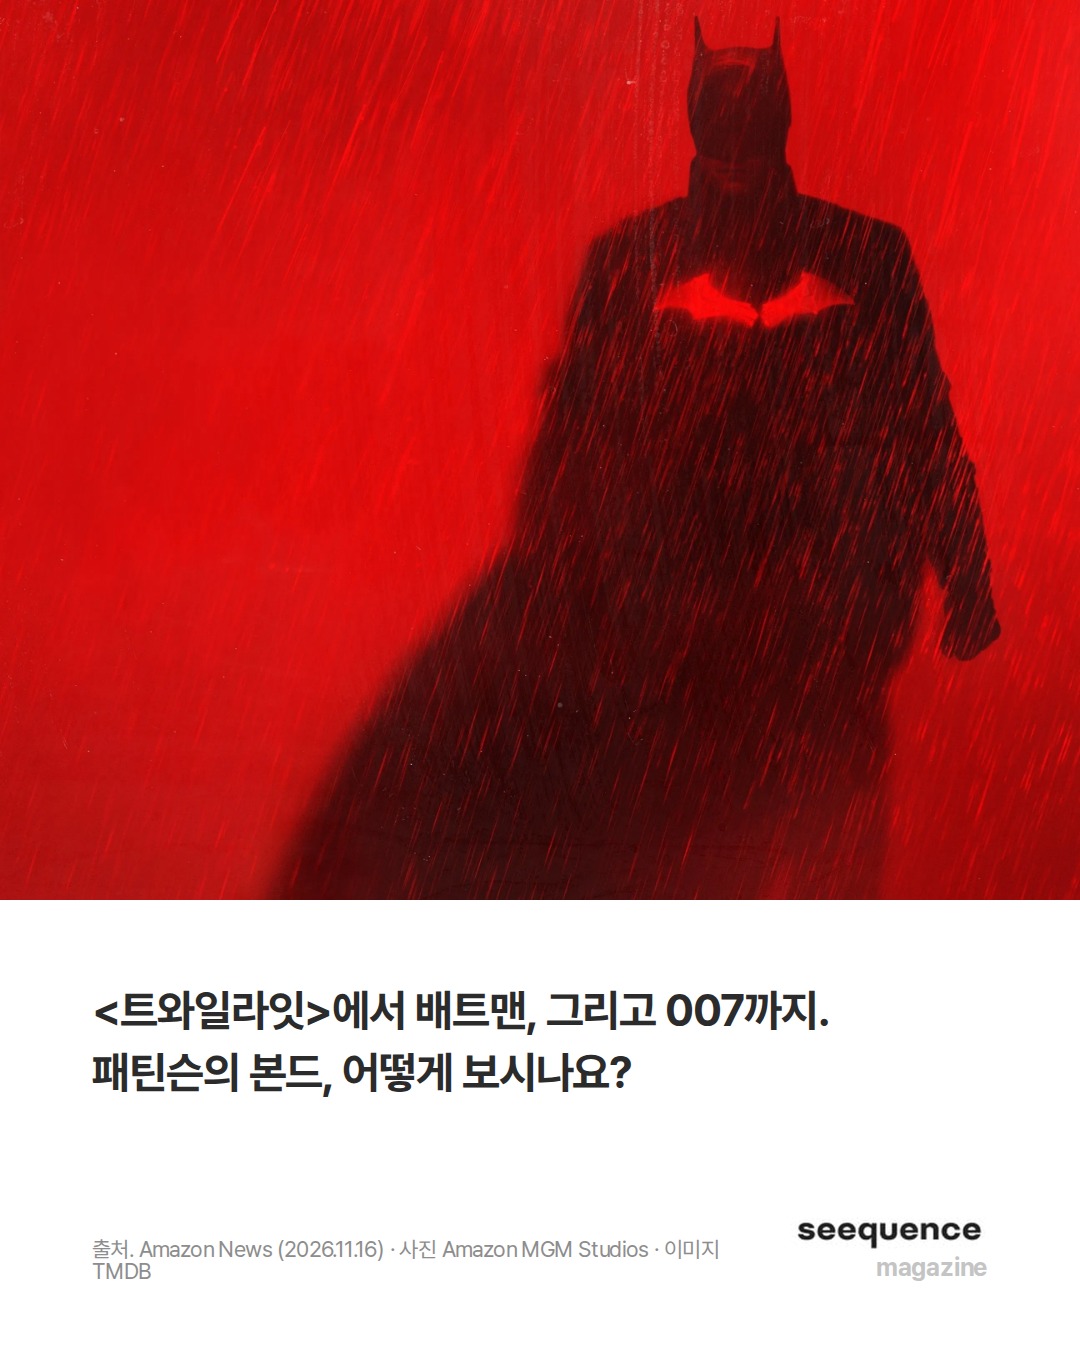 <트와일라잇>에서 배트맨, 그리고 007까지.
패틴슨의 본드, 어떻게 보시나요?
출처. Amazon News (2026.11.16) · 사진 Amazon MGM Studios · 이미지
TMDB
seequence
magazine